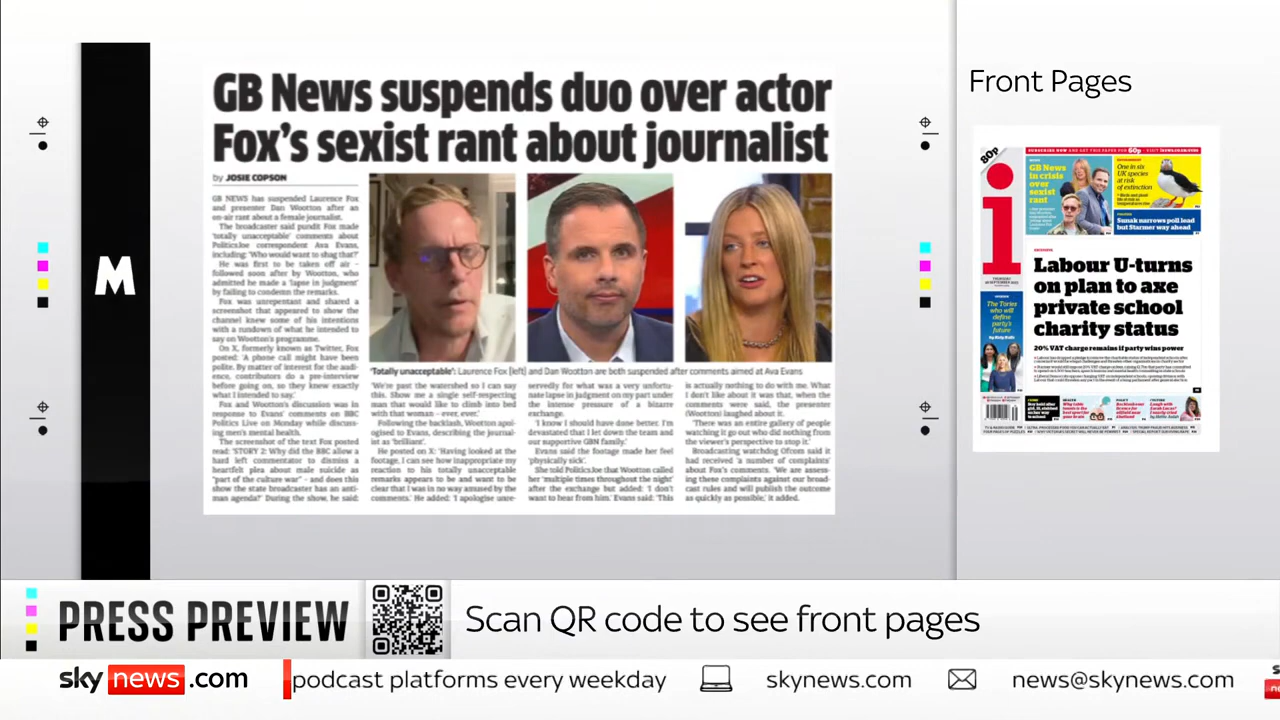 M
GB News suspends duo over actor
Fox's sexist rant about journalist
by JOSIE COPSON
GB NEWS has suspended Laurence Fox
and presenter Dan Wootton after an
on-air rant about a female journalist.
The broadcaster said pundit Fox made
'totally unacceptable' comments about
PoliticsJoe correspondent Ava Evans,
including: 'Who would want to shag that?'
He was first to be taken off air –
followed soon after by Wootton, who
admitted he made a 'lapse in judgment'
by failing to condemn the remarks.
Fox was unrepentant and shared a
screenshot that appeared to show the
channel knew some of his intentions
with a rundown of what he intended to
say on Wootton's programme.
On X, formerly known as Twitter, Fox
posted: 'A phone call might have been
polite. By matter of interest for the
audience, contributors do a pre-interview
before going on, so they knew exactly
what I intended to say.'
Fox and Wootton's discussion was in
response to Evans' comments on BBC
Politics Live on Monday while discuss-
ing men's mental health.
The screenshot of the text Fox posted
read: 'STORY 2: Why did the BBC allow a
hard left commentator to dismiss a
heartfelt plea about male suicide as
"part of the culture war" – and does this
show the state broadcaster has an anti-
man agenda?' During the show, he said:
'Totally unacceptable': Laurence Fox [left] and Dan Wootton are both suspended after comments aimed at Ava Evans
'We're past the watershed so I can say
this. Show me a single self-respecting
man that would like to climb into bed
with that woman – ever, ever.'
Following the backlash, Wootton apol-
ogised to Evans, describing the journal-
ist as 'brilliant'.
He posted on X: 'Having looked at the
footage, I can see how inappropriate my
reaction to his totally unacceptable
remarks appears to be and want to be
clear that I was in no way amused by the
comments.' He added: 'I apologise unre-
servedly for what was a very unfortu-
nate lapse in judgment on my part under
the intense pressure of a bizarre
exchange.
'I know I should have done better. I'm
devastated that I let down the team and
our supportive GBN family.'
Evans said the footage made her feel
'physically sick'.
She told PoliticsJoe that Wootton called
her 'multiple times throughout the night'
after the exchange but added: 'I don't
want to hear from him.' Evans said: 'This
is actually nothing to do with me. What
I don't like about it was that, when the
comments were said, the presenter
(Wootton) laughed about it.
'There was an entire gallery of people
watching it go out who did nothing from
the viewer's perspective to stop it.'
Broadcasting watchdog Ofcom said it
had received 'a number of complaints'
about Fox's comments. 'We are assess-
ing these complaints against our broad-
cast rules and will publish the outcome
as quickly as possible,' it added.
Front Pages
80p
GB News
in crisis
over
sexist
rant
One in six
UK species
at risk
of extinction
Sunak narrows poll lead
but Starmer way ahead
i
The Tories
who will
define
party's
future
Labour U-turns
on plan to axe
private school
charity status
20% VAT charge remains if party wins power
PRESS PREVIEW
Scan QR code to see front pages
sky news.com
podcast platforms every weekday
skynews.com
news@skynews.com